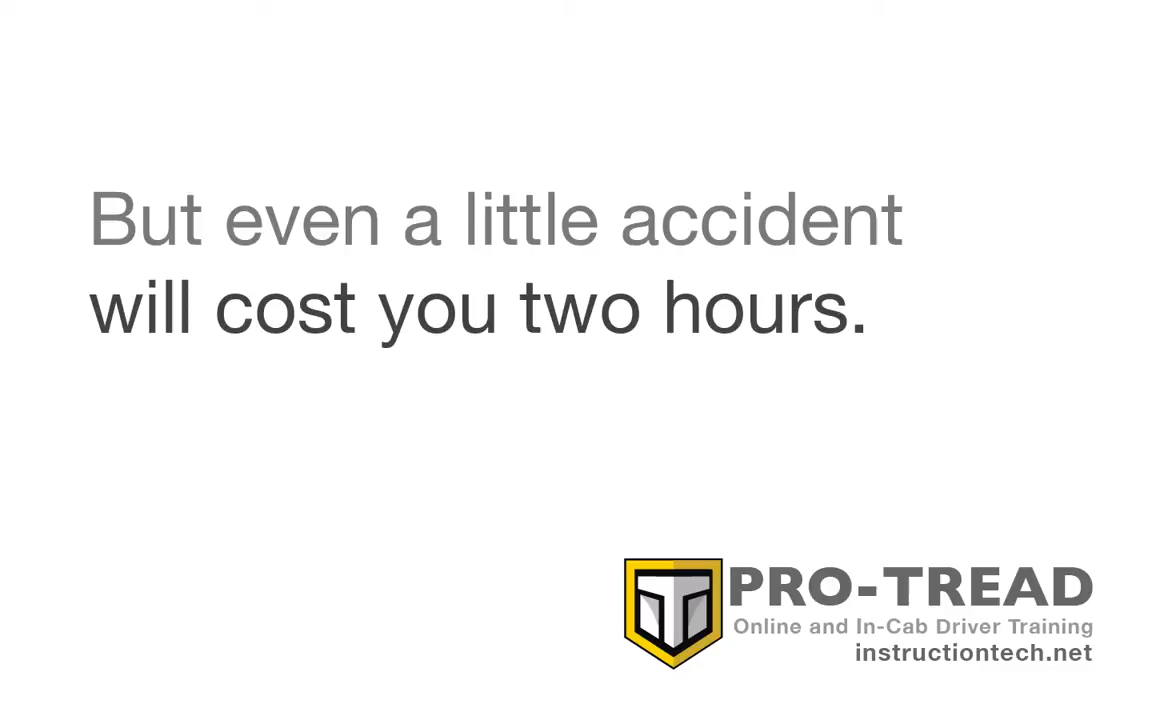 But even a little accident
will cost you two hours.
PRO-TREAD
Online and In-Cab Driver Training
instructiontech.net